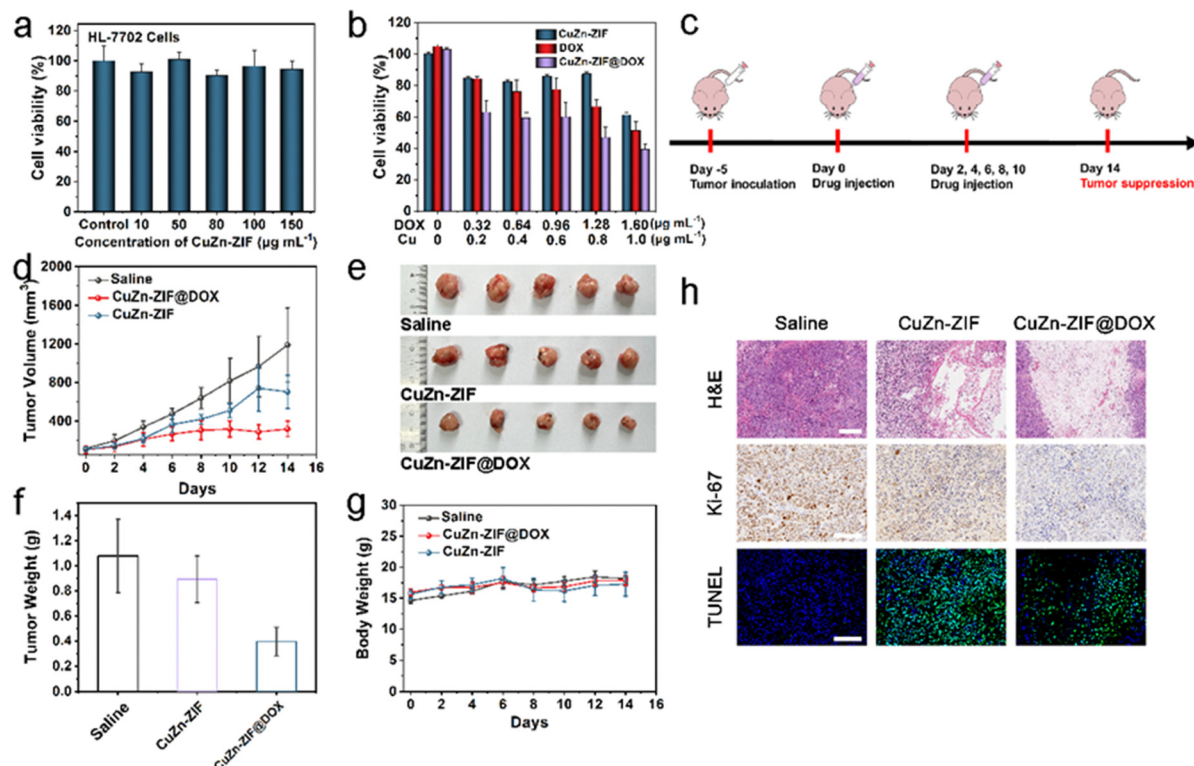 a
HL-7702 Cells
Cell viability (%)
120
100
80
60
40
20
0
Control 10 50 80 100 150
Concentration of CuZn-ZIF (μg mL⁻¹)
b
CuZn-ZIF
DOX
CuZn-ZIF@DOX
Cell viability (%)
120
100
80
60
40
20
0
DOX 0 0.32 0.64 0.96 1.28 1.60 (μg mL⁻¹)
Cu 0 0.2 0.4 0.6 0.8 1.0 (μg mL⁻¹)
c
Day -5
Tumor inoculation
Day 0
Drug injection
Day 2, 4, 6, 8, 10
Drug injection
Day 14
Tumor suppression
d
Saline
CuZn-ZIF@DOX
CuZn-ZIF
Tumor Volume (mm³)
2000
1600
1200
800
400
0 2 4 6 8 10 12 14 16
Days
e
Saline
CuZn-ZIF
CuZn-ZIF@DOX
f
Tumor Weight (g)
1.4
1.2
1.0
0.8
0.6
0.4
0.2
0.0
Saline
CuZn-ZIF
CuZn-ZIF@DOX
g
Saline
CuZn-ZIF@DOX
CuZn-ZIF
Body Weight (g)
30
25
20
15
10
5
0
0 2 4 6 8 10 12 14 16
Days
h
Saline CuZn-ZIF CuZn-ZIF@DOX
H&E
Ki-67
TUNEL